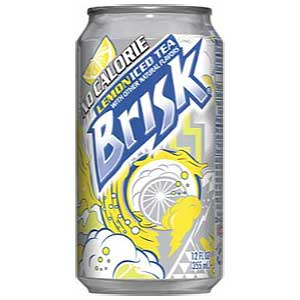 NO CALORIE
LEMON ICED TEA
WITH OTHER NATURAL FLAVORS
Brisk
12 FL OZ
355 mL